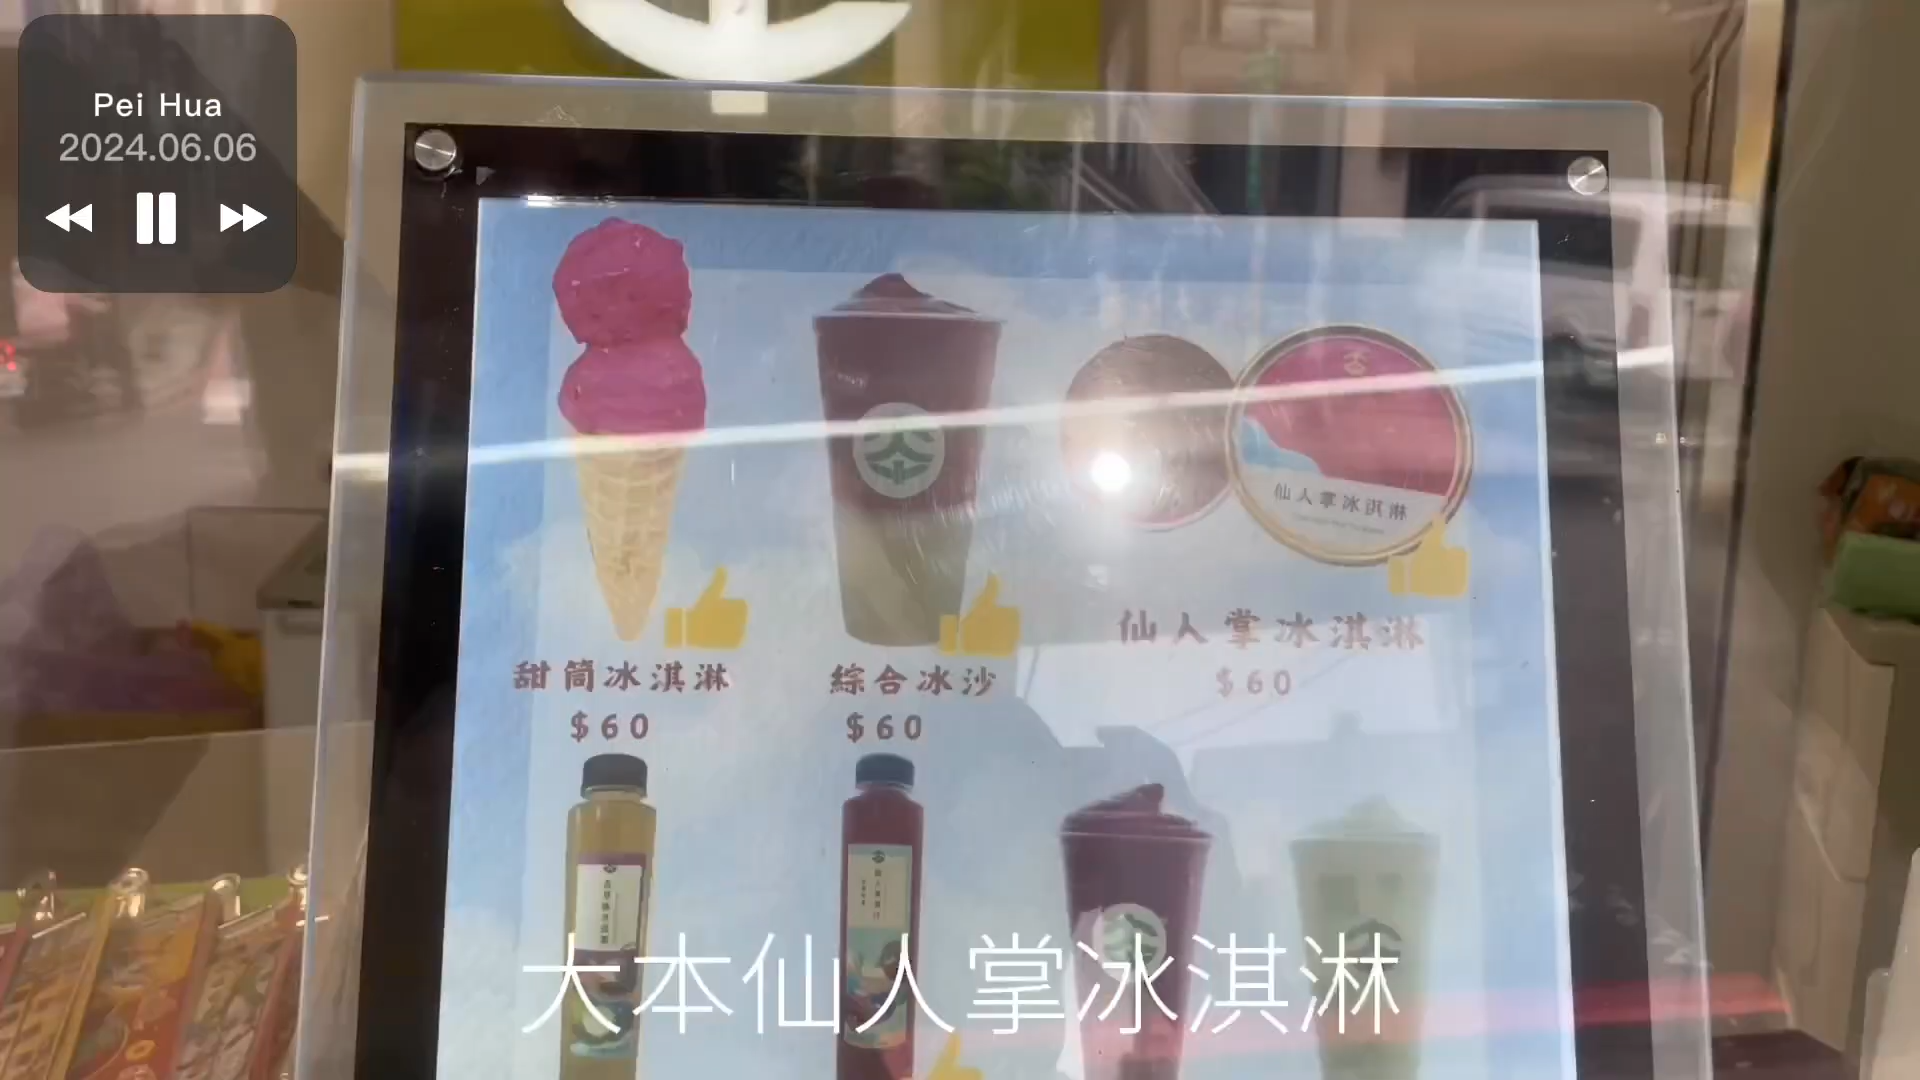 Pei Hua
2024.06.06
仙人掌冰淇淋
甜筒冰淇淋
綜合冰沙
仙人掌冰淇淋
$60
$60
$60
大本仙人掌冰淇淋